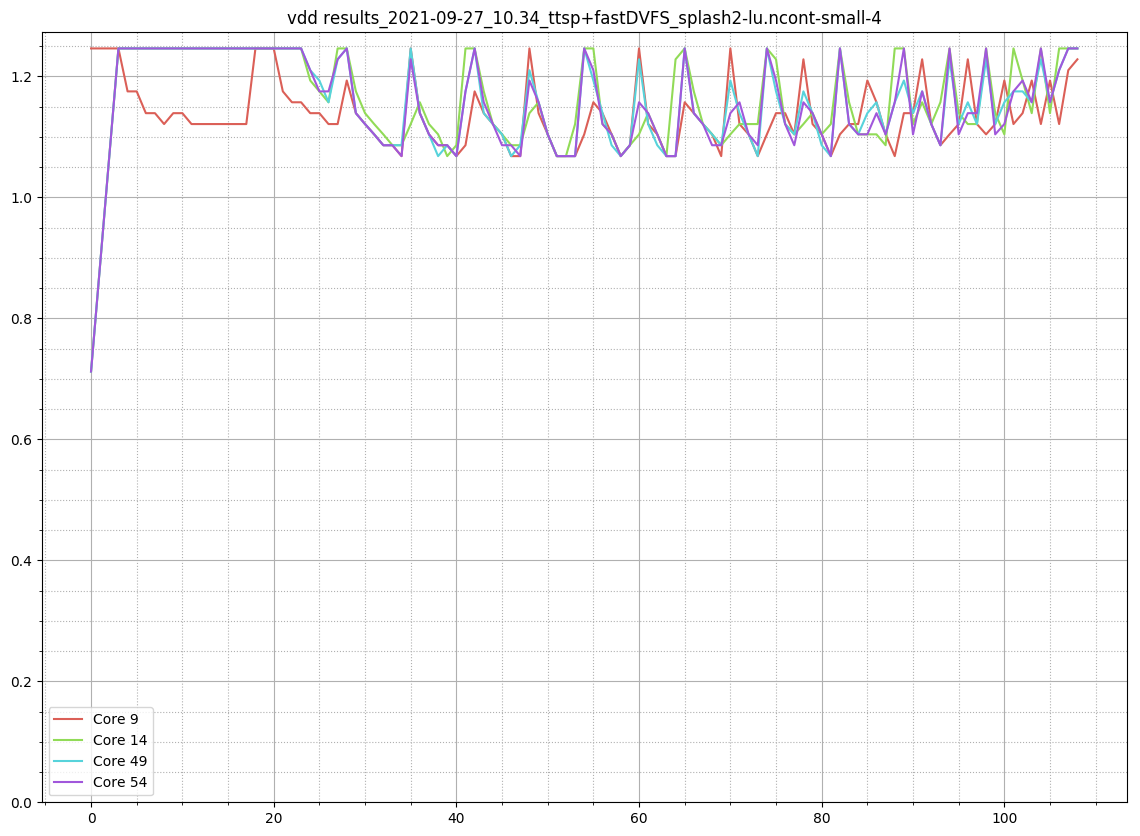 vdd results_2021-09-27_10.34_ttsp+fastDVFS_splash2-lu.ncont-small-4
1.2
1.0
0.8
0.6
0.4
0.2
0.0
Core 9
Core 14
Core 49
Core 54
0 20 40 60 80 100